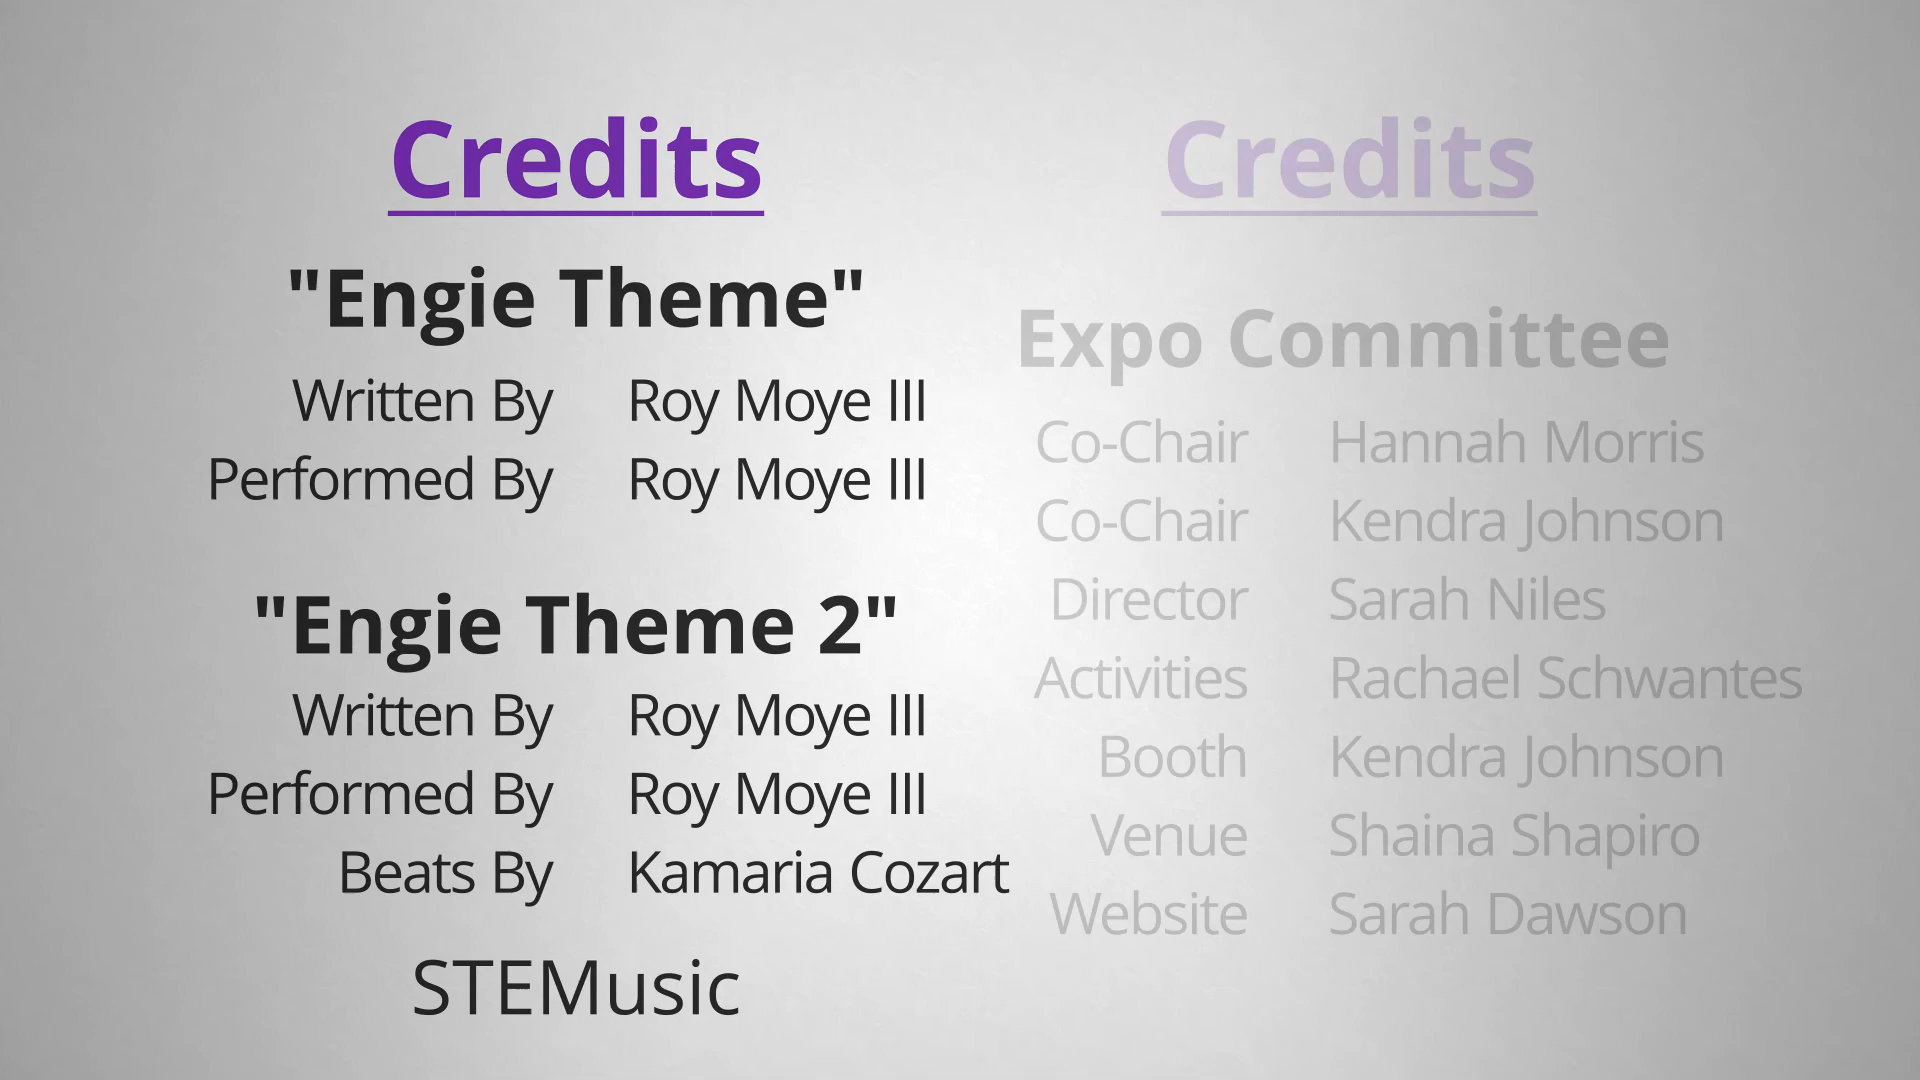 Credits
"Engie Theme"
Written By Roy Moye III
Performed By Roy Moye III
"Engie Theme 2"
Written By Roy Moye III
Performed By Roy Moye III
Beats By Kamaria Cozart
STEMusic
Credits
Expo Committee
Co-Chair Hannah Morris
Co-Chair Kendra Johnson
Director Sarah Niles
Activities Rachael Schwantes
Booth Kendra Johnson
Venue Shaina Shapiro
Website Sarah Dawson